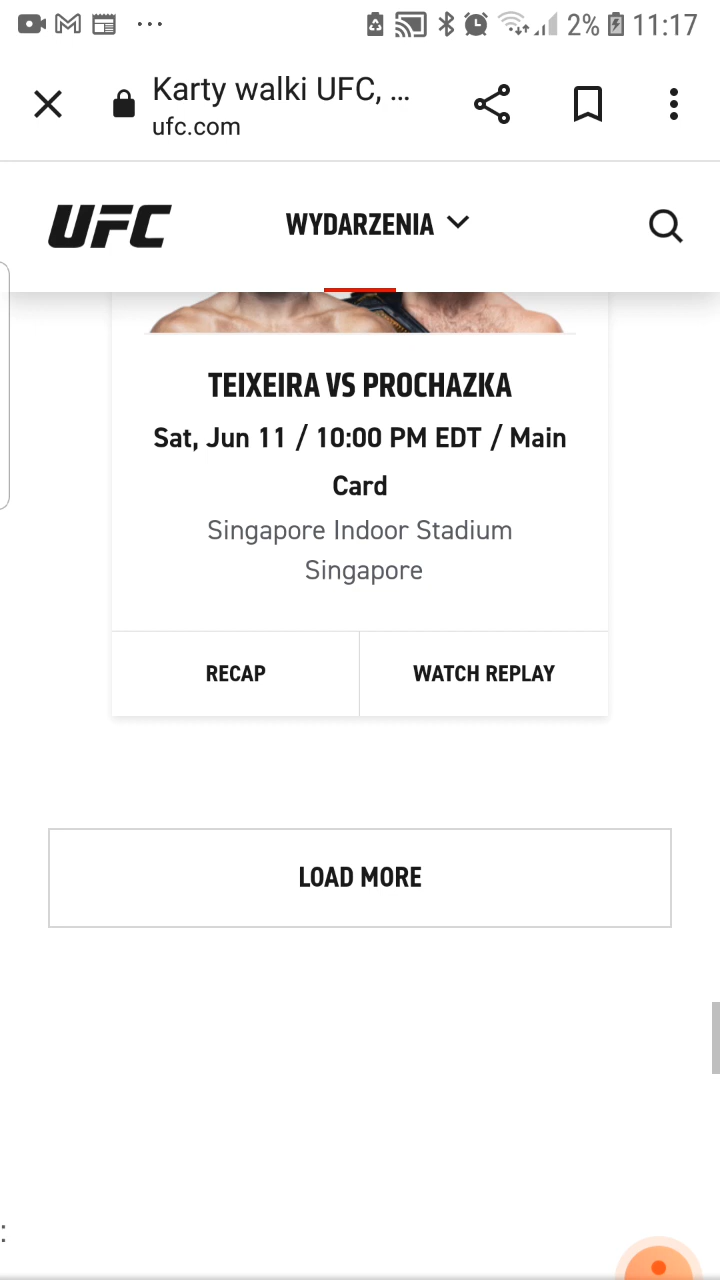 2% 11:17
Karty walki UFC, ...
ufc.com
UFC WYDARZENIA
TEIXEIRA VS PROCHAZKA
Sat, Jun 11 / 10:00 PM EDT / Main
Card
Singapore Indoor Stadium
Singapore
RECAP WATCH REPLAY
LOAD MORE
: